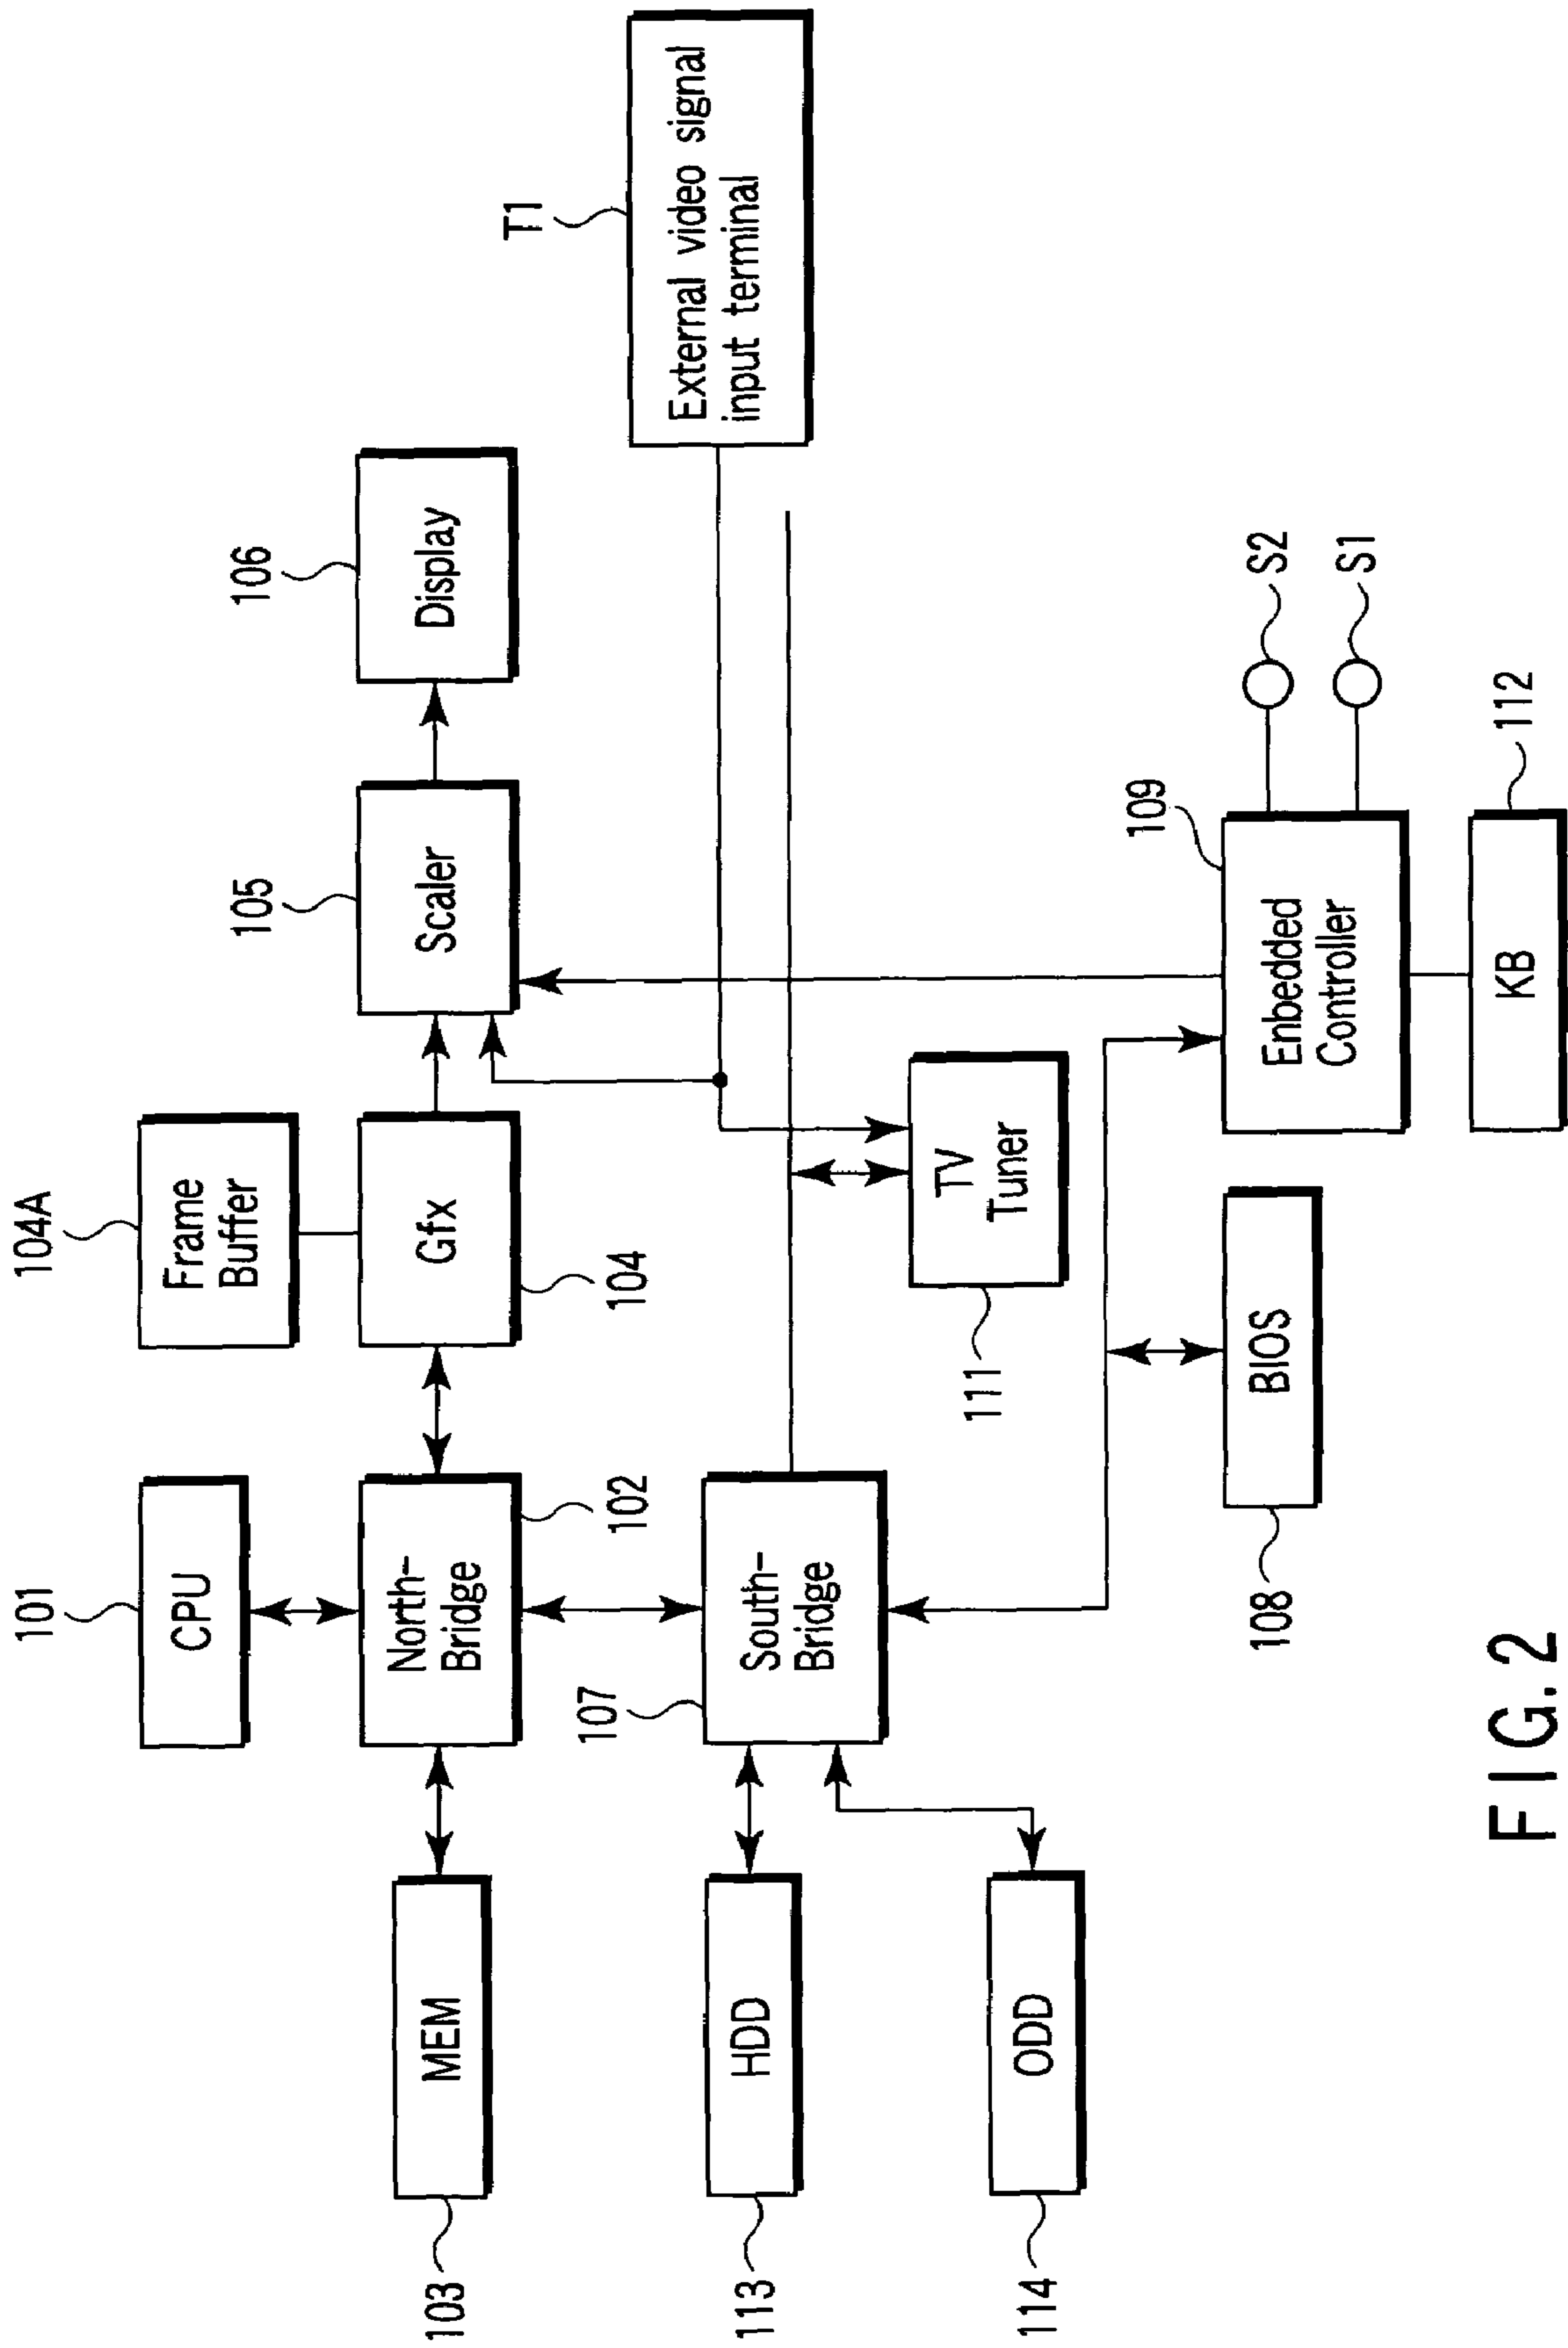 101
CPU
104A
Frame
Buffer
106
Display
105
Scaler
T1
External video signal
input terminal
103
MEM
North-
Bridge
102
Gfx
104
107
South-
Bridge
113
HDD
111
TV
Tuner
114
ODD
108
BIOS
109
Enbedded
Controller
S2
S1
112
KB
FIG. 2